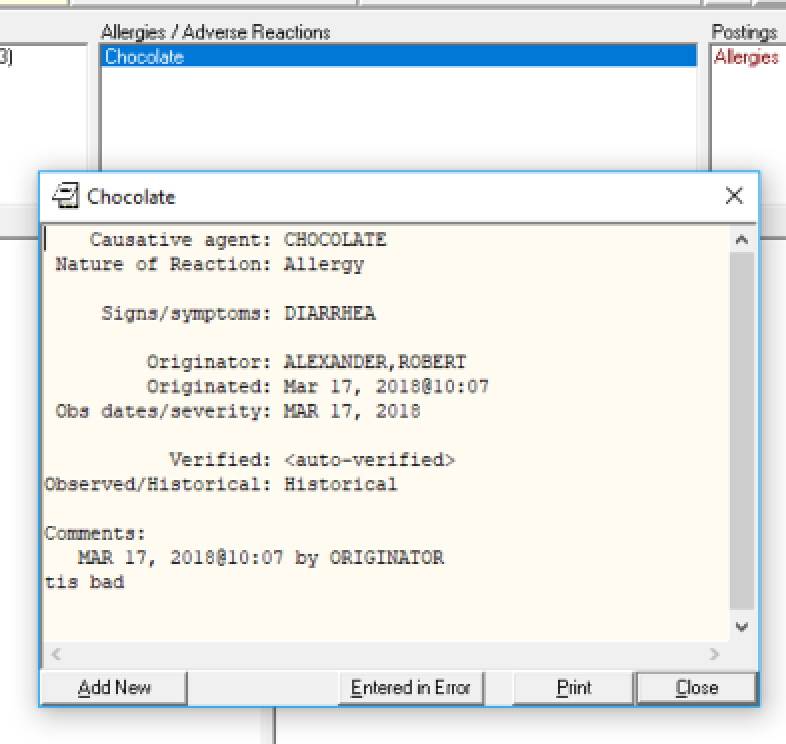 Allergies / Adverse Reactions
Postings
3)
Chocolate
Allergies
Chocolate
Causative agent: CHOCOLATE
Nature of Reaction: Allergy
Signs/symptoms: DIARRHEA
Originator: ALEXANDER,ROBERT
Originated: Mar 17, 2018@10:07
Obs dates/severity: MAR 17, 2018
Verified: <auto-verified>
Observed/Historical: Historical
Comments:
MAR 17, 2018@10:07 by ORIGINATOR
tis bad
Add New
Entered in Error
Print
Close